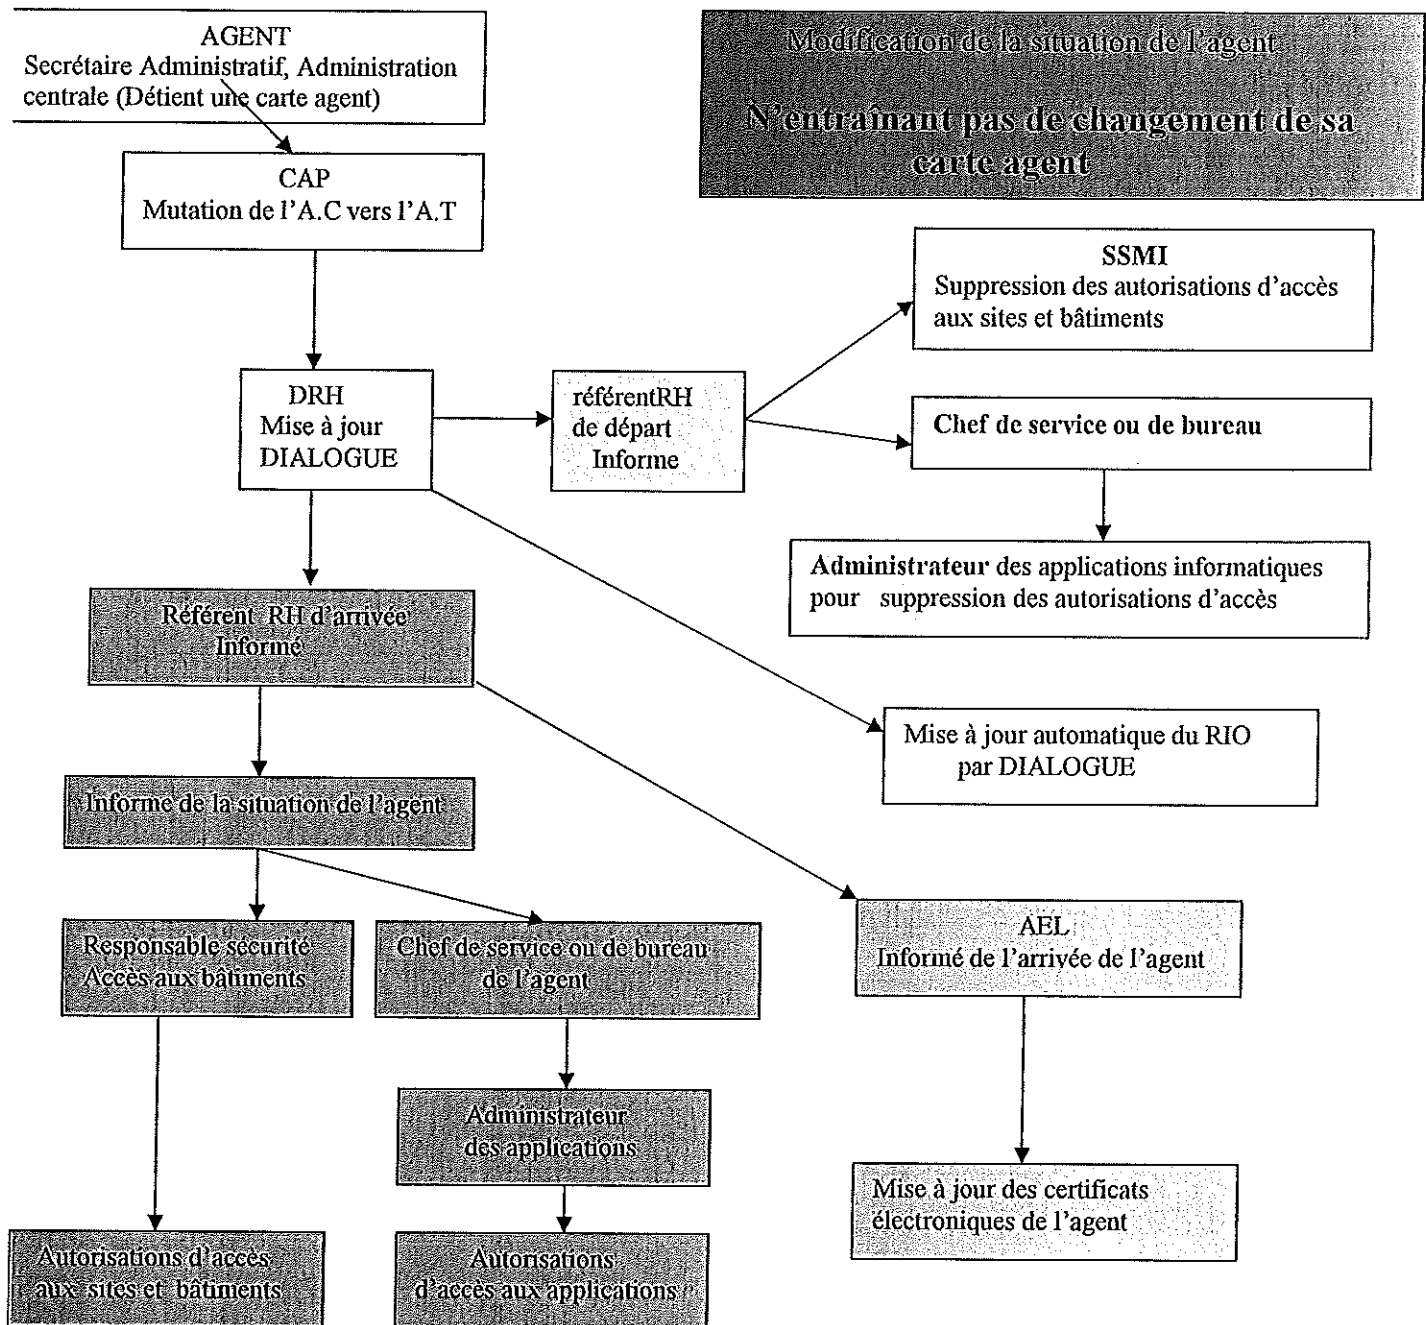 AGENT
Secrétaire Administratif, Administration
centrale (Détient une carte agent)
Modification de la situation de l'agent
N'entraînant pas de changement de sa
carte agent
CAP
Mutation de l'A.C vers l'A.T
SSMI
Suppression des autorisations d'accès
aux sites et bâtiments
DRH
Mise à jour
DIALOGUE
référentRH
de départ
Informe
Chef de service ou de bureau
Administrateur des applications informatiques
pour suppression des autorisations d'accès
Référent RH d'arrivée
Informé
Mise à jour automatique du RIO
par DIALOGUE
Informe de la situation de l'agent
Responsable sécurité
Accès aux bâtiments
Chef de service ou de bureau
de l'agent
AEL
Informé de l'arrivée de l'agent
Administrateur
des applications
Mise à jour des certificats
électroniques de l'agent
Autorisations d'accès
aux sites et bâtiments
Autorisations
d'accès aux applications